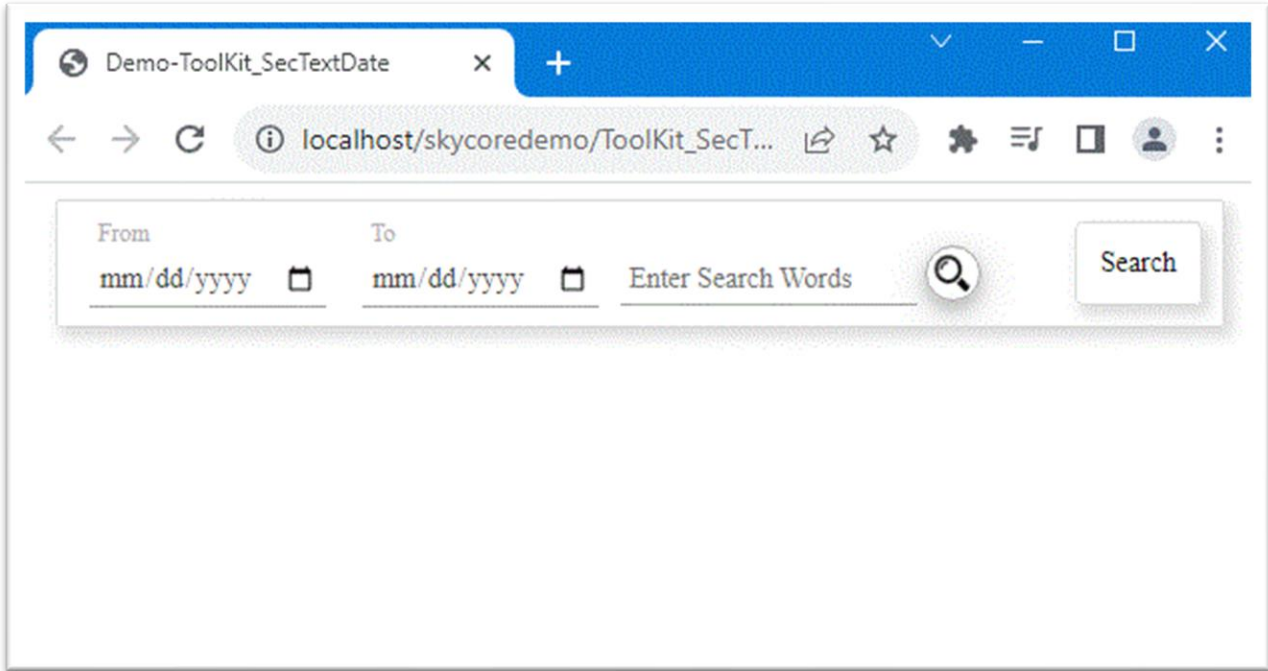 Demo-ToolKit_SecTextDate
localhost/skycoredemo/ToolKit_SecT...
From To
mm/dd/yyyy mm/dd/yyyy Enter Search Words Search